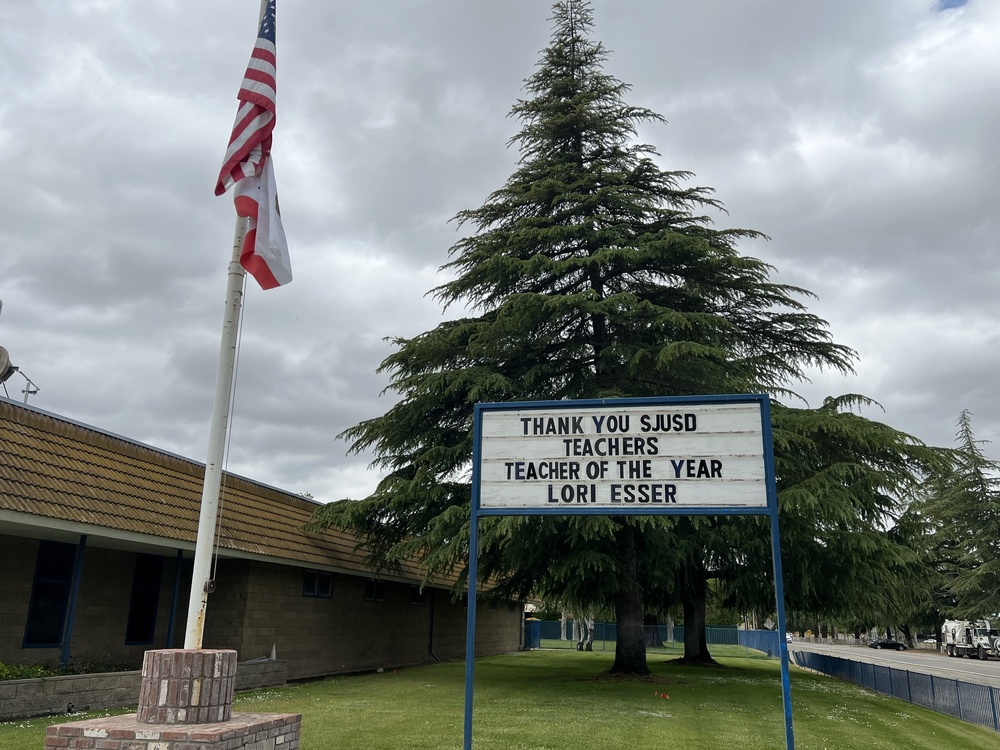 THANK YOU SJUSD
TEACHERS
TEACHER OF THE YEAR
LORI ESSER